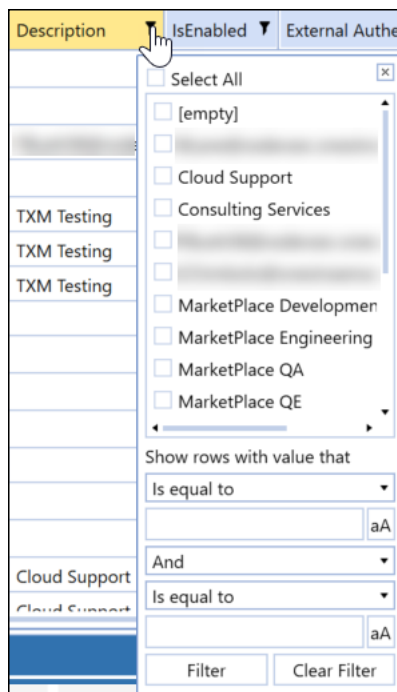 Description IsEnabled External Authe
Select All
[empty]
Cloud Support
Consulting Services
TXM Testing
TXM Testing
TXM Testing
MarketPlace Developmen
MarketPlace Engineering
MarketPlace QA
MarketPlace QE
Show rows with value that
Is equal to
aA
And
Cloud Support
Is equal to
Cloud Support
aA
Filter Clear Filter